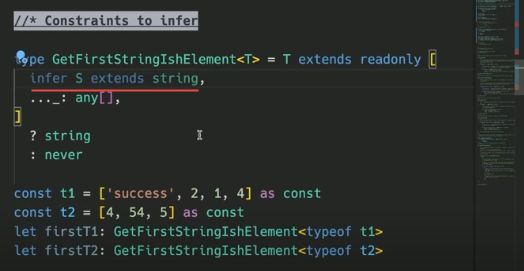 //* Constraints to infer
type GetFirstStringIshElement<T> = T extends readonly [
infer S extends string,
..._: any[],
]
? string
: never
const t1 = ['success', 2, 1, 4] as const
const t2 = [4, 54, 5] as const
let firstT1: GetFirstStringIshElement<typeof t1>
let firstT2: GetFirstStringIshElement<typeof t2>